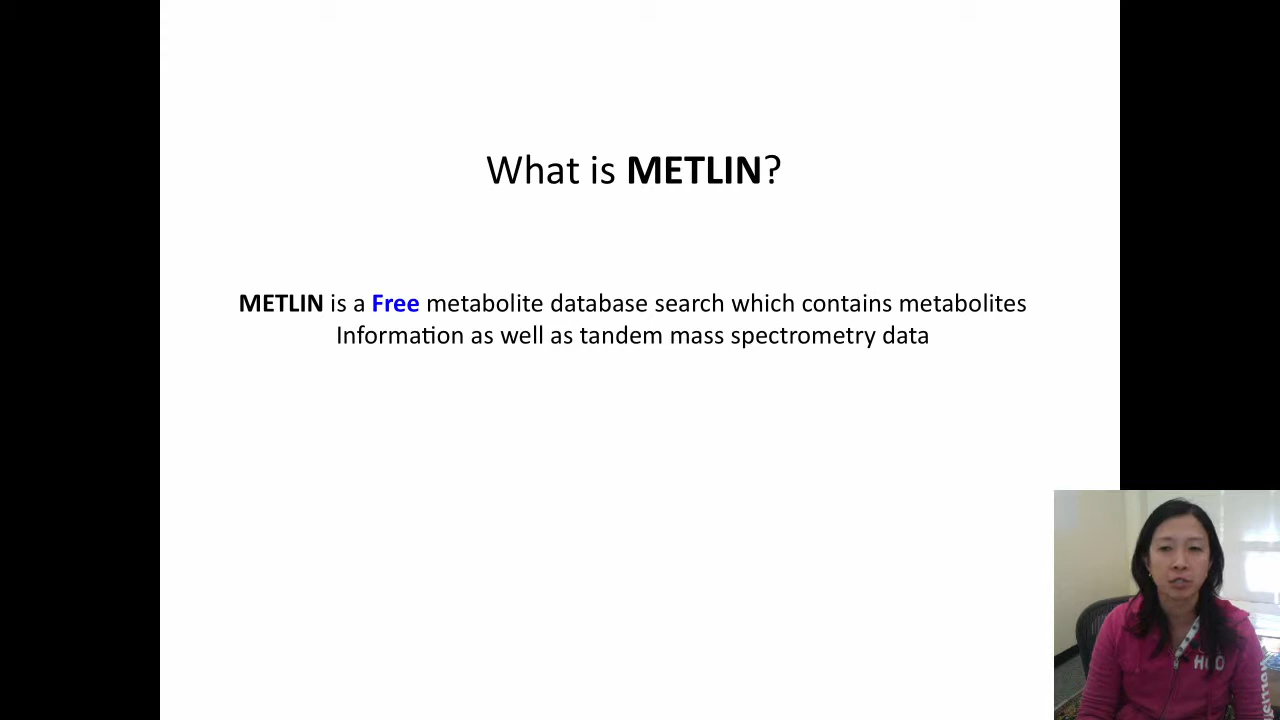 What is METLIN?
METLIN is a Free metabolite database search which contains metabolites
Information as well as tandem mass spectrometry data